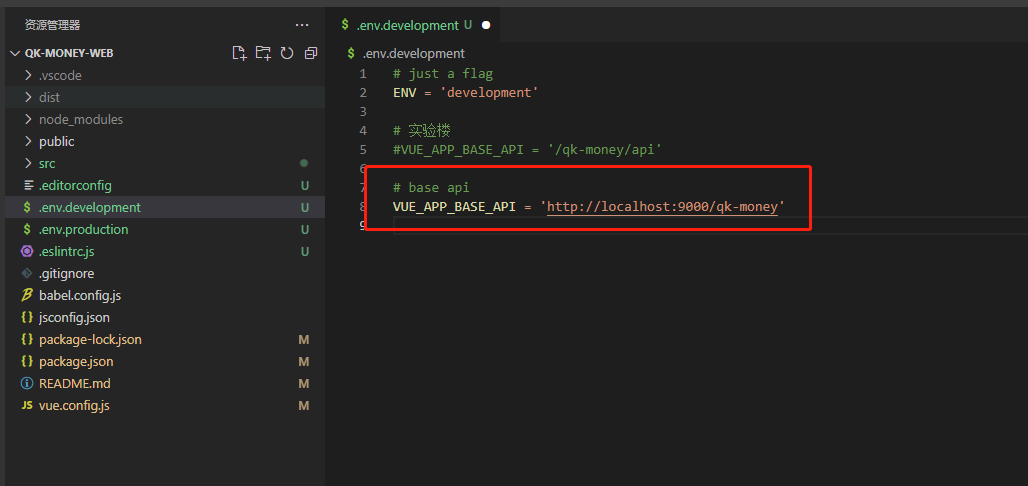 资源管理器
QK-MONEY-WEB
.vscode
dist
node_modules
public
src
.editorconfig U
$ .env.development U
$ .env.production U
.eslintrc.js U
.gitignore
babel.config.js
{} jsconfig.json
{} package-lock.json M
{} package.json M
README.md M
JS vue.config.js M
$ .env.development U
$ .env.development
1 # just a flag
2 ENV = 'development'
3
4 # 实验楼
5 #VUE_APP_BASE_API = '/qk-money/api'
6
7 # base api
8 VUE_APP_BASE_API = 'http://localhost:9000/qk-money'
9